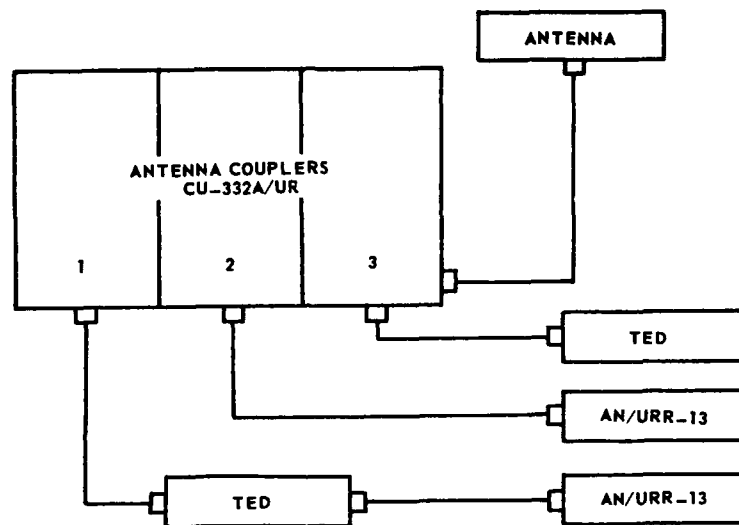 ANTENNA
ANTENNA COUPLERS
CU-332A/UR
1
2
3
TED
AN/URR-13
TED
AN/URR-13